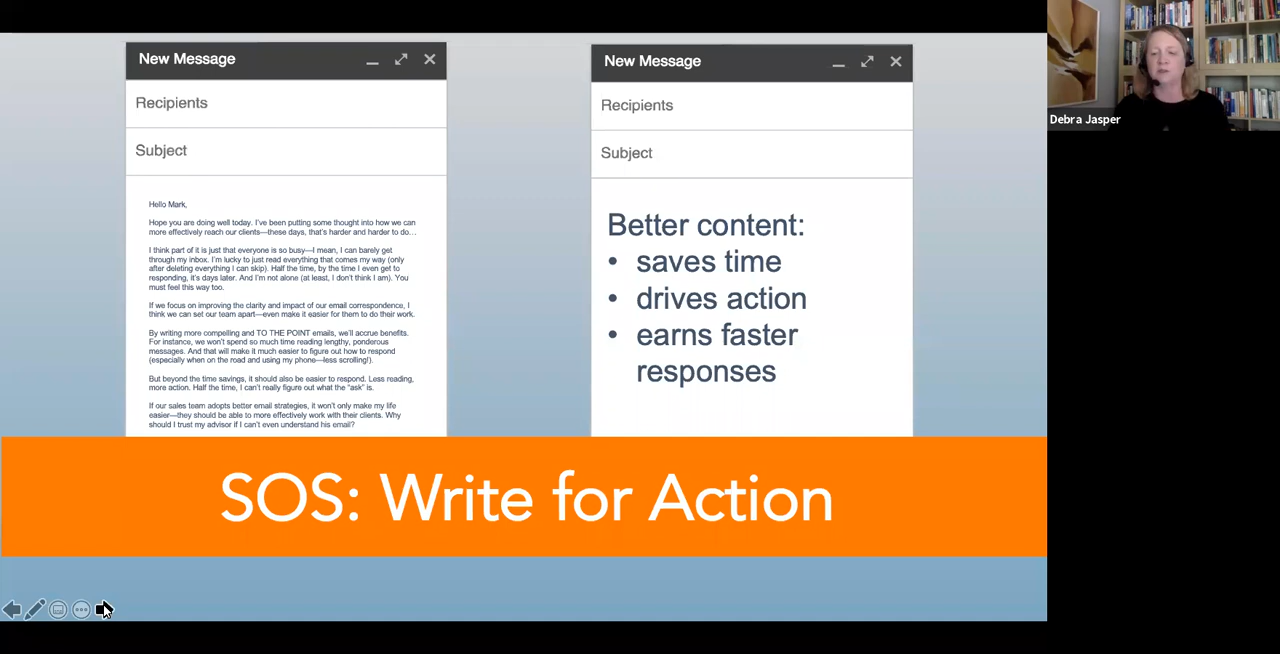 New Message
Recipients
Subject
Hello Mark,
Hope you are doing well today. I've been putting some thought into how we can
more effectively reach our clients—these days, that's harder and harder to do…
I think part of it is just that everyone is so busy—I mean, I can barely get
through my inbox. I'm lucky to just read everything that comes my way (only
after deleting everything I can skip). Half the time, by the time I even get to
responding, it's days later. And I'm not alone (at least, I don't think I am). You
must feel this way too.
If we focus on improving the clarity and impact of our email correspondence, I
think we can set our team apart—even make it easier for them to do their work.
By writing more compelling and TO THE POINT emails, we'll accrue benefits.
For instance, we won't spend so much time reading lengthy, ponderous
messages. And that will make it much easier to figure out how to respond
(especially when on the road and using my phone—less scrolling!).
But beyond the time savings, it should also be easier to respond. Less reading,
more action. Half the time, I can't really figure out what the "ask" is.
If our sales team adopts better email strategies, it won't only make my life
easier—they should be able to more effectively work with their clients. Why
should I trust my advisor if I can't even understand his email?
New Message
Recipients
Subject
Better content:
• saves time
• drives action
• earns faster
responses
SOS: Write for Action
Debra Jasper